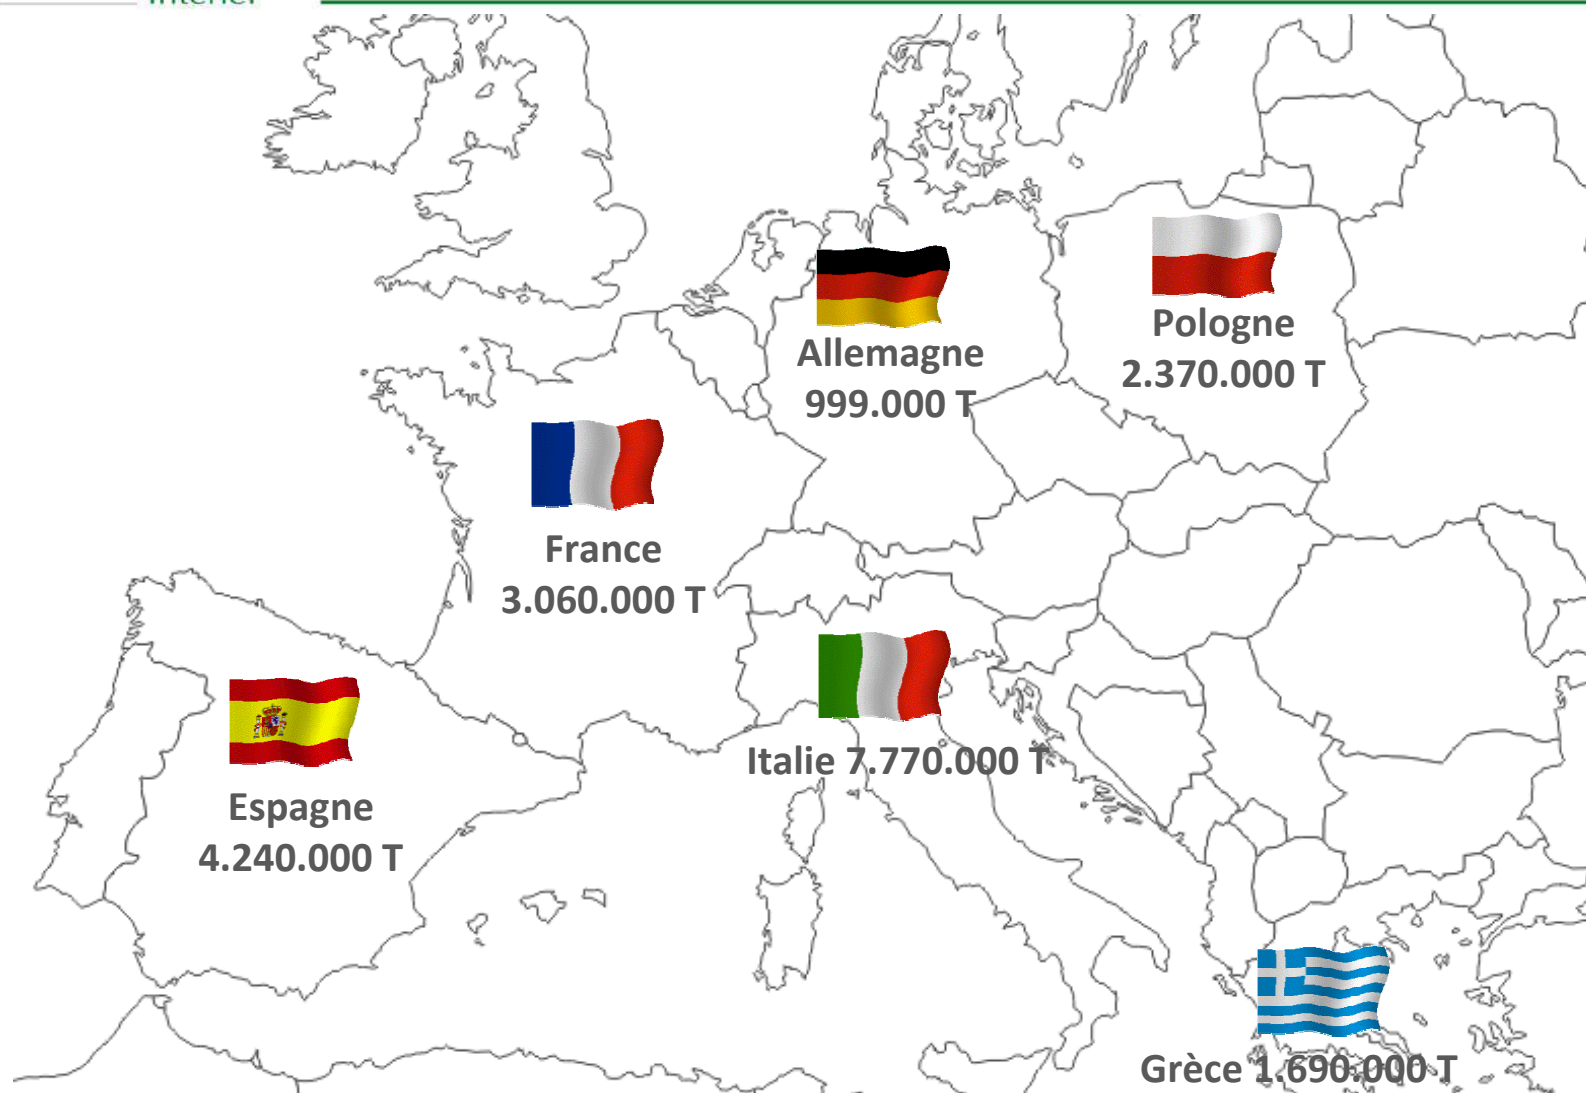 Interfel
Pologne
2.370.000 T
Allemagne
999.000 T
France
3.060.000 T
Italie 7.770.000 T
Espagne
4.240.000 T
Grèce 1.690.000 T